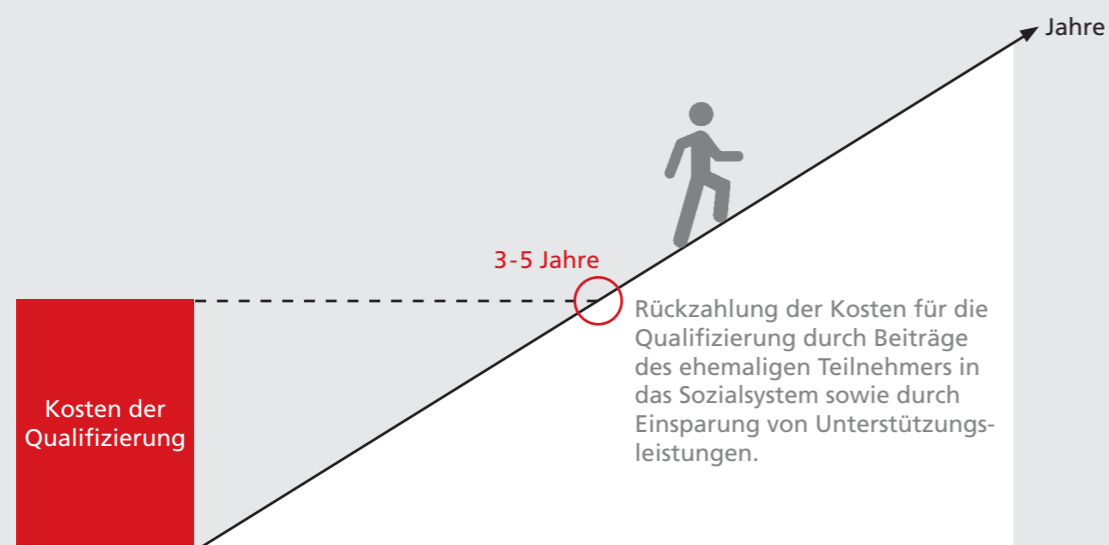 Jahre
3-5 Jahre
Rückzahlung der Kosten für die
Qualifizierung durch Beiträge
des ehemaligen Teilnehmers in
das Sozialsystem sowie durch
Einsparung von Unterstützungs-
leistungen.
Kosten der
Qualifizierung